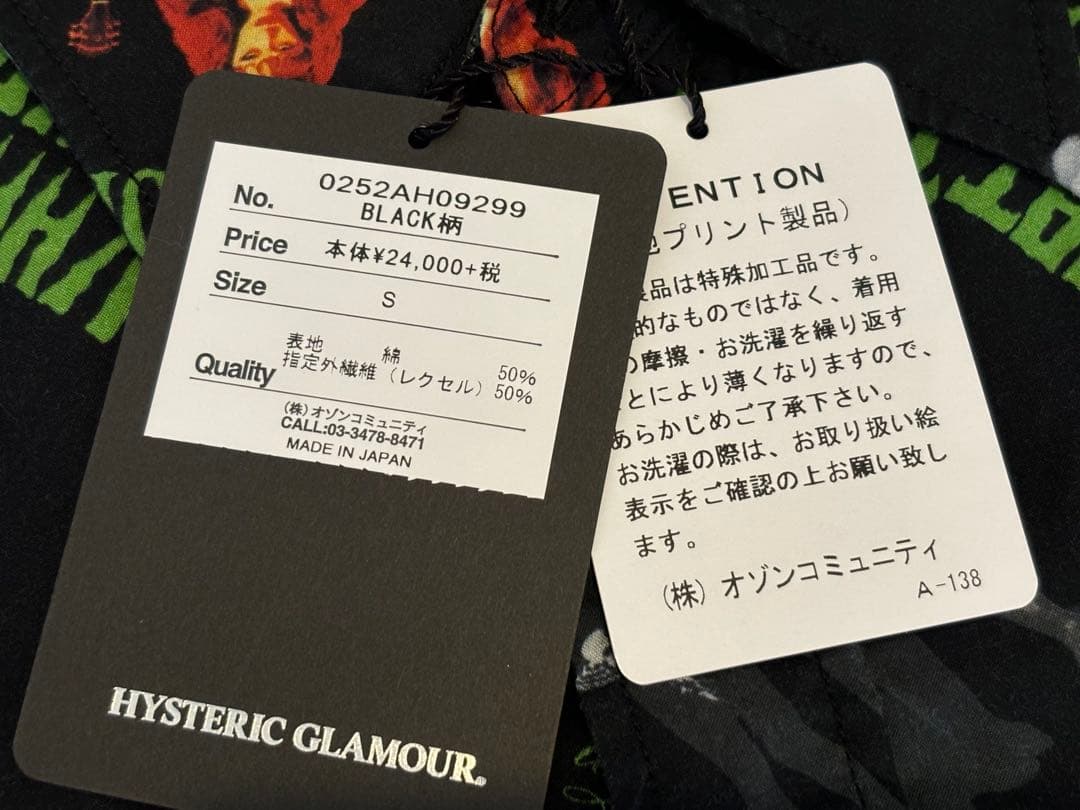 No. 0252AH09299
BLACK柄
Price 本体¥24,000+税
Size S
Quality 表地 綿 50%
指定外繊維 (レクセル) 50%
(株) オゾンコミュニティ
CALL:03-3478-8471
MADE IN JAPAN
HYSTERIC GLAMOUR.
ENTION
プリント製品)
品は特殊加工品です。
的なものではなく、着用
の摩擦・お洗濯を繰り返す
とにより薄くなりますので、
あらかじめご了承下さい。
お洗濯の際は、お取り扱い絵
表示をご確認の上お願い致し
ます。
(株) オゾンコミュニティ
A-138